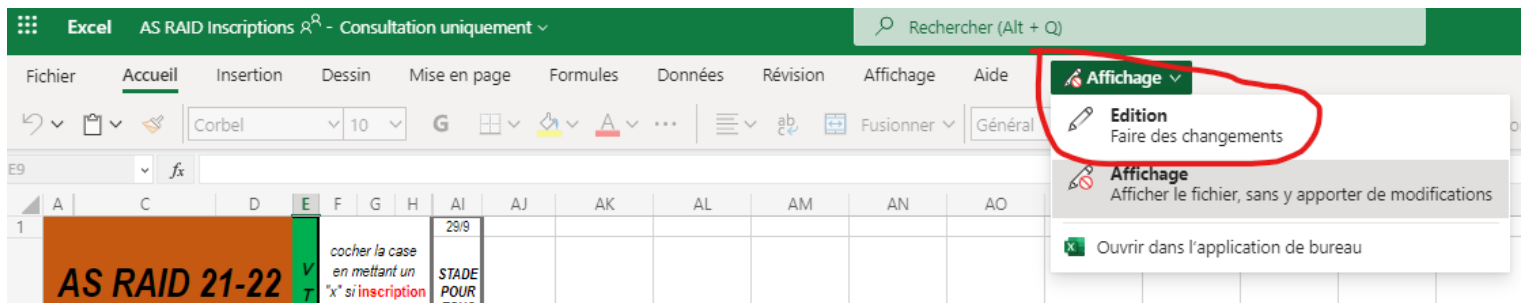 Excel AS RAID Inscriptions - Consultation uniquement
Rechercher (Alt + Q)
Fichier Accueil Insertion Dessin Mise en page Formules Données Révision Affichage Aide Affichage
Corbel 10 G ab Fusionner Général
Edition
Faire des changements
Affichage
Afficher le fichier, sans y apporter de modifications
Ouvrir dans l'application de bureau
E9 fx
A C D E F G H AI AJ AK AL AM AN AO
1 29/9
AS RAID 21-22
V
T
cocher la case
en mettant un
"x" si inscription
STADE
POUR